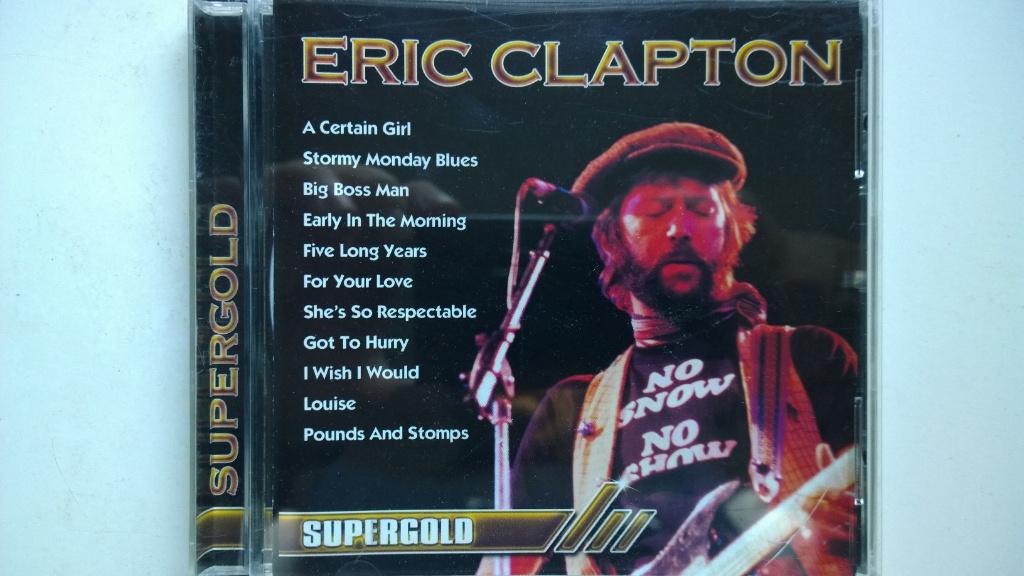 ERIC CLAPTON
A Certain Girl
Stormy Monday Blues
Big Boss Man
Early In The Morning
Five Long Years
For Your Love
She's So Respectable
Got To Hurry
I Wish I Would
Louise
Pounds And Stomps
NO
SNOW
NO
SHOW
SUPERGOLD
SUPERGOLD